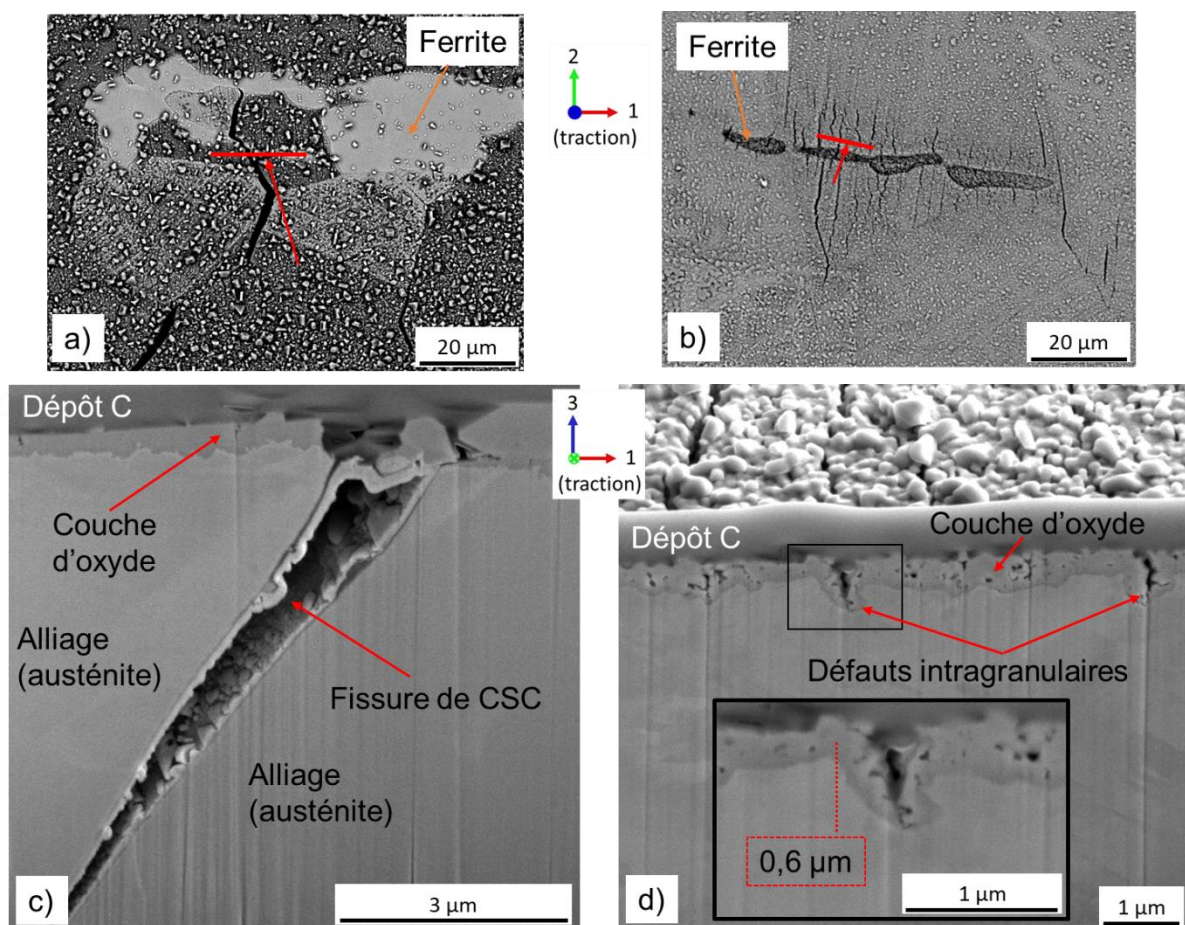 Ferrite
a)
20 µm
2
1
(traction)
Ferrite
b)
20 µm
Dépôt C
Couche
d'oxyde
Alliage
(austénite)
Fissure de CSC
Alliage
(austénite)
c)
3 µm
3
1
(traction)
Dépôt C
Couche d'oxyde
Défauts intragranulaires
0,6 µm
1 µm
d)
1 µm